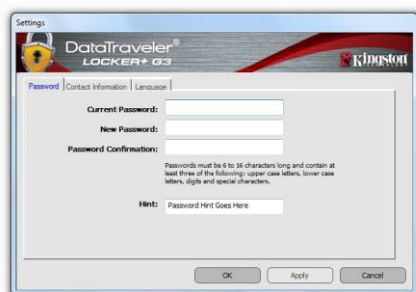 Settings
DataTraveler®
LOCKER+ G3
Kingston
Password
Contact Information
Language
Current Password:
New Password:
Password Confirmation:
Passwords must be 6 to 16 characters long and contain at
least three of the following: upper case letters, lower case
letters, digits and special characters.
Hint: Password Hint Goes Here
OK
Apply
Cancel